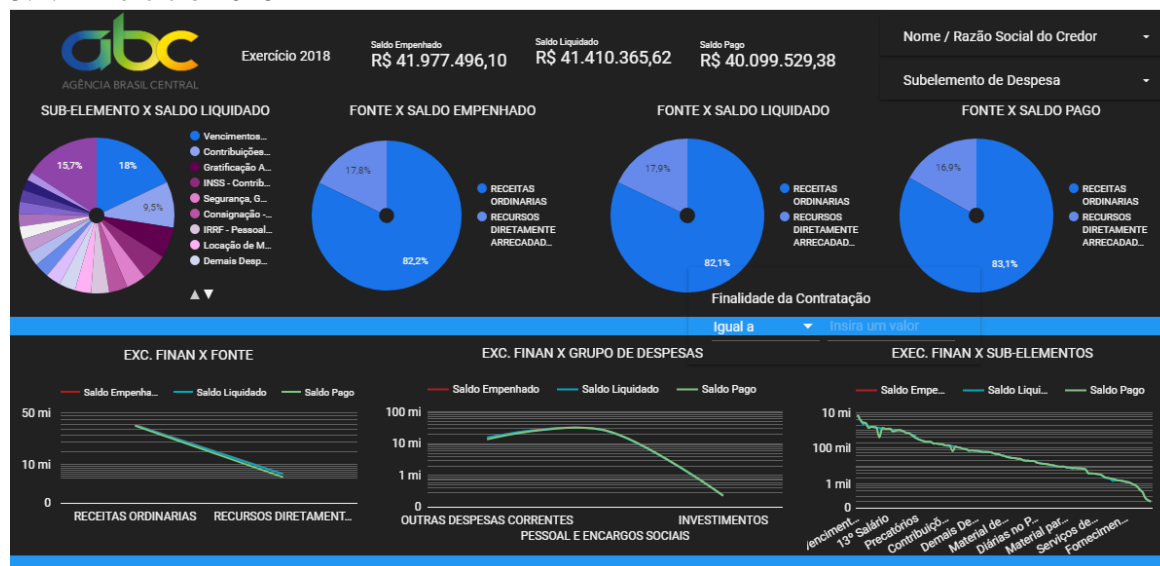 abc
AGÊNCIA BRASIL CENTRAL
Exercício 2018
Saldo Empenhado
R$ 41.977.496,10
Saldo Liquidado
R$ 41.410.365,62
Saldo Pago
R$ 40.099.529,38
Nome / Razão Social do Credor
Subelemento de Despesa
SUB-ELEMENTO X SALDO LIQUIDADO
15,7%
18%
9,5%
Vencimentos...
Contribuições...
Gratificação A...
INSS - Contrib...
Segurança, G...
Consignação -...
IRRF - Pessoal...
Locação de M...
Demais Desp...
FONTE X SALDO EMPENHADO
17,8%
82,2%
RECEITAS
ORDINARIAS
RECURSOS
DIRETAMENTE
ARRECADAD...
FONTE X SALDO LIQUIDADO
17,9%
82,1%
RECEITAS
ORDINARIAS
RECURSOS
DIRETAMENTE
ARRECADAD...
FONTE X SALDO PAGO
16,9%
83,1%
RECEITAS
ORDINARIAS
RECURSOS
DIRETAMENTE
ARRECADAD...
Finalidade da Contratação
Igual a
Insira um valor
EXC. FINAN X FONTE
Saldo Empenha...
Saldo Liquidado
Saldo Pago
50 mi
10 mi
0
RECEITAS ORDINARIAS
RECURSOS DIRETAMENT...
EXC. FINAN X GRUPO DE DESPESAS
Saldo Empenhado
Saldo Liquidado
Saldo Pago
100 mi
10 mi
1 mi
0
OUTRAS DESPESAS CORRENTES
PESSOAL E ENCARGOS SOCIAIS
INVESTIMENTOS
EXEC. FINAN X SUB-ELEMENTOS
Saldo Empe...
Saldo Liqui...
Saldo Pago
10 mi
100 mil
1 mil
0
/enciment...
13º Salário
Precatórios
Contribuiçõ...
Demais De...
Material de...
Diárias no P...
Material par...
Serviços de...
Fornecimen...